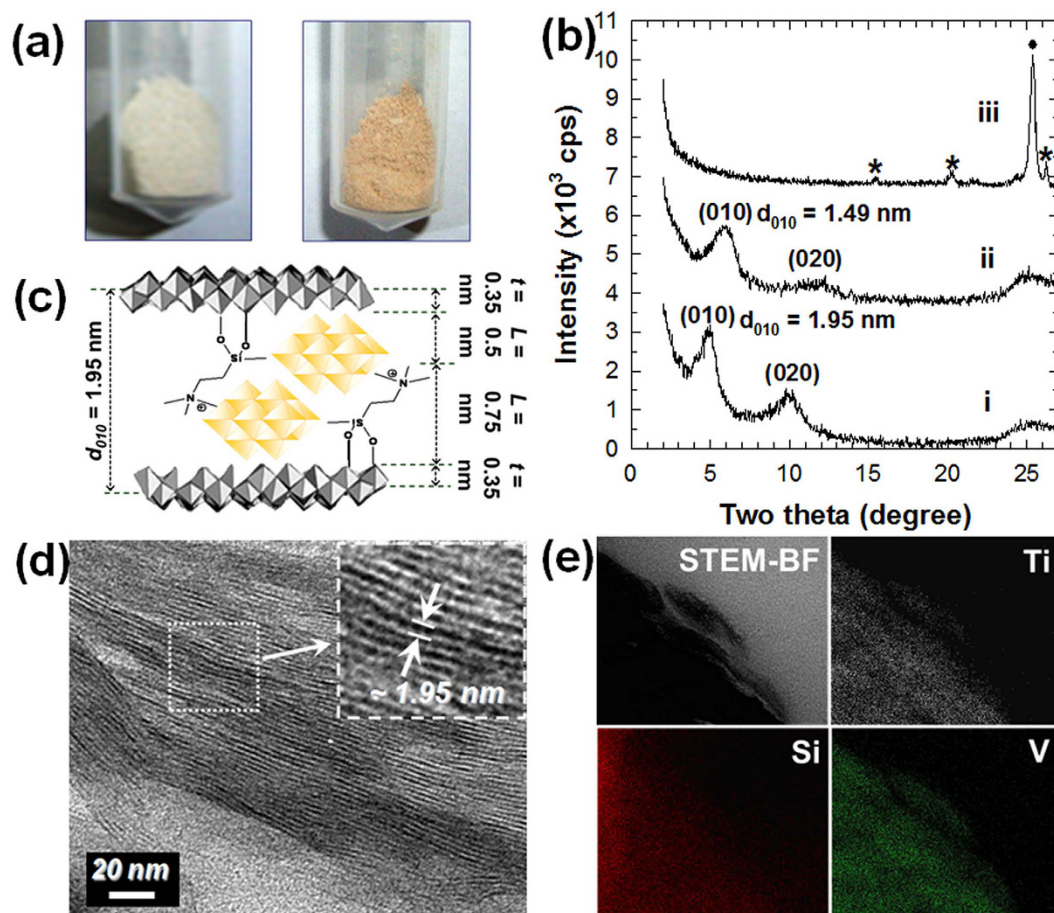 (a)
(b)
11
10
9
8
7
6
5
4
3
2
1
0
Intensity (x10³ cps)
0
5
10
15
20
25
Two theta (degree)
iii
*
*
*
(010) d₀₁₀ = 1.49 nm
(020)
ii
(010) d₀₁₀ = 1.95 nm
(020)
i
(c)
d₀₁₀ = 1.95 nm
t =
0.35
nm
L =
0.5
nm
L =
0.75
nm
t =
0.35
nm
O
O
Si
N
⊕
N
⊕
Si
O
O
(d)
~ 1.95 nm
20 nm
(e)
STEM-BF
Ti
Si
V